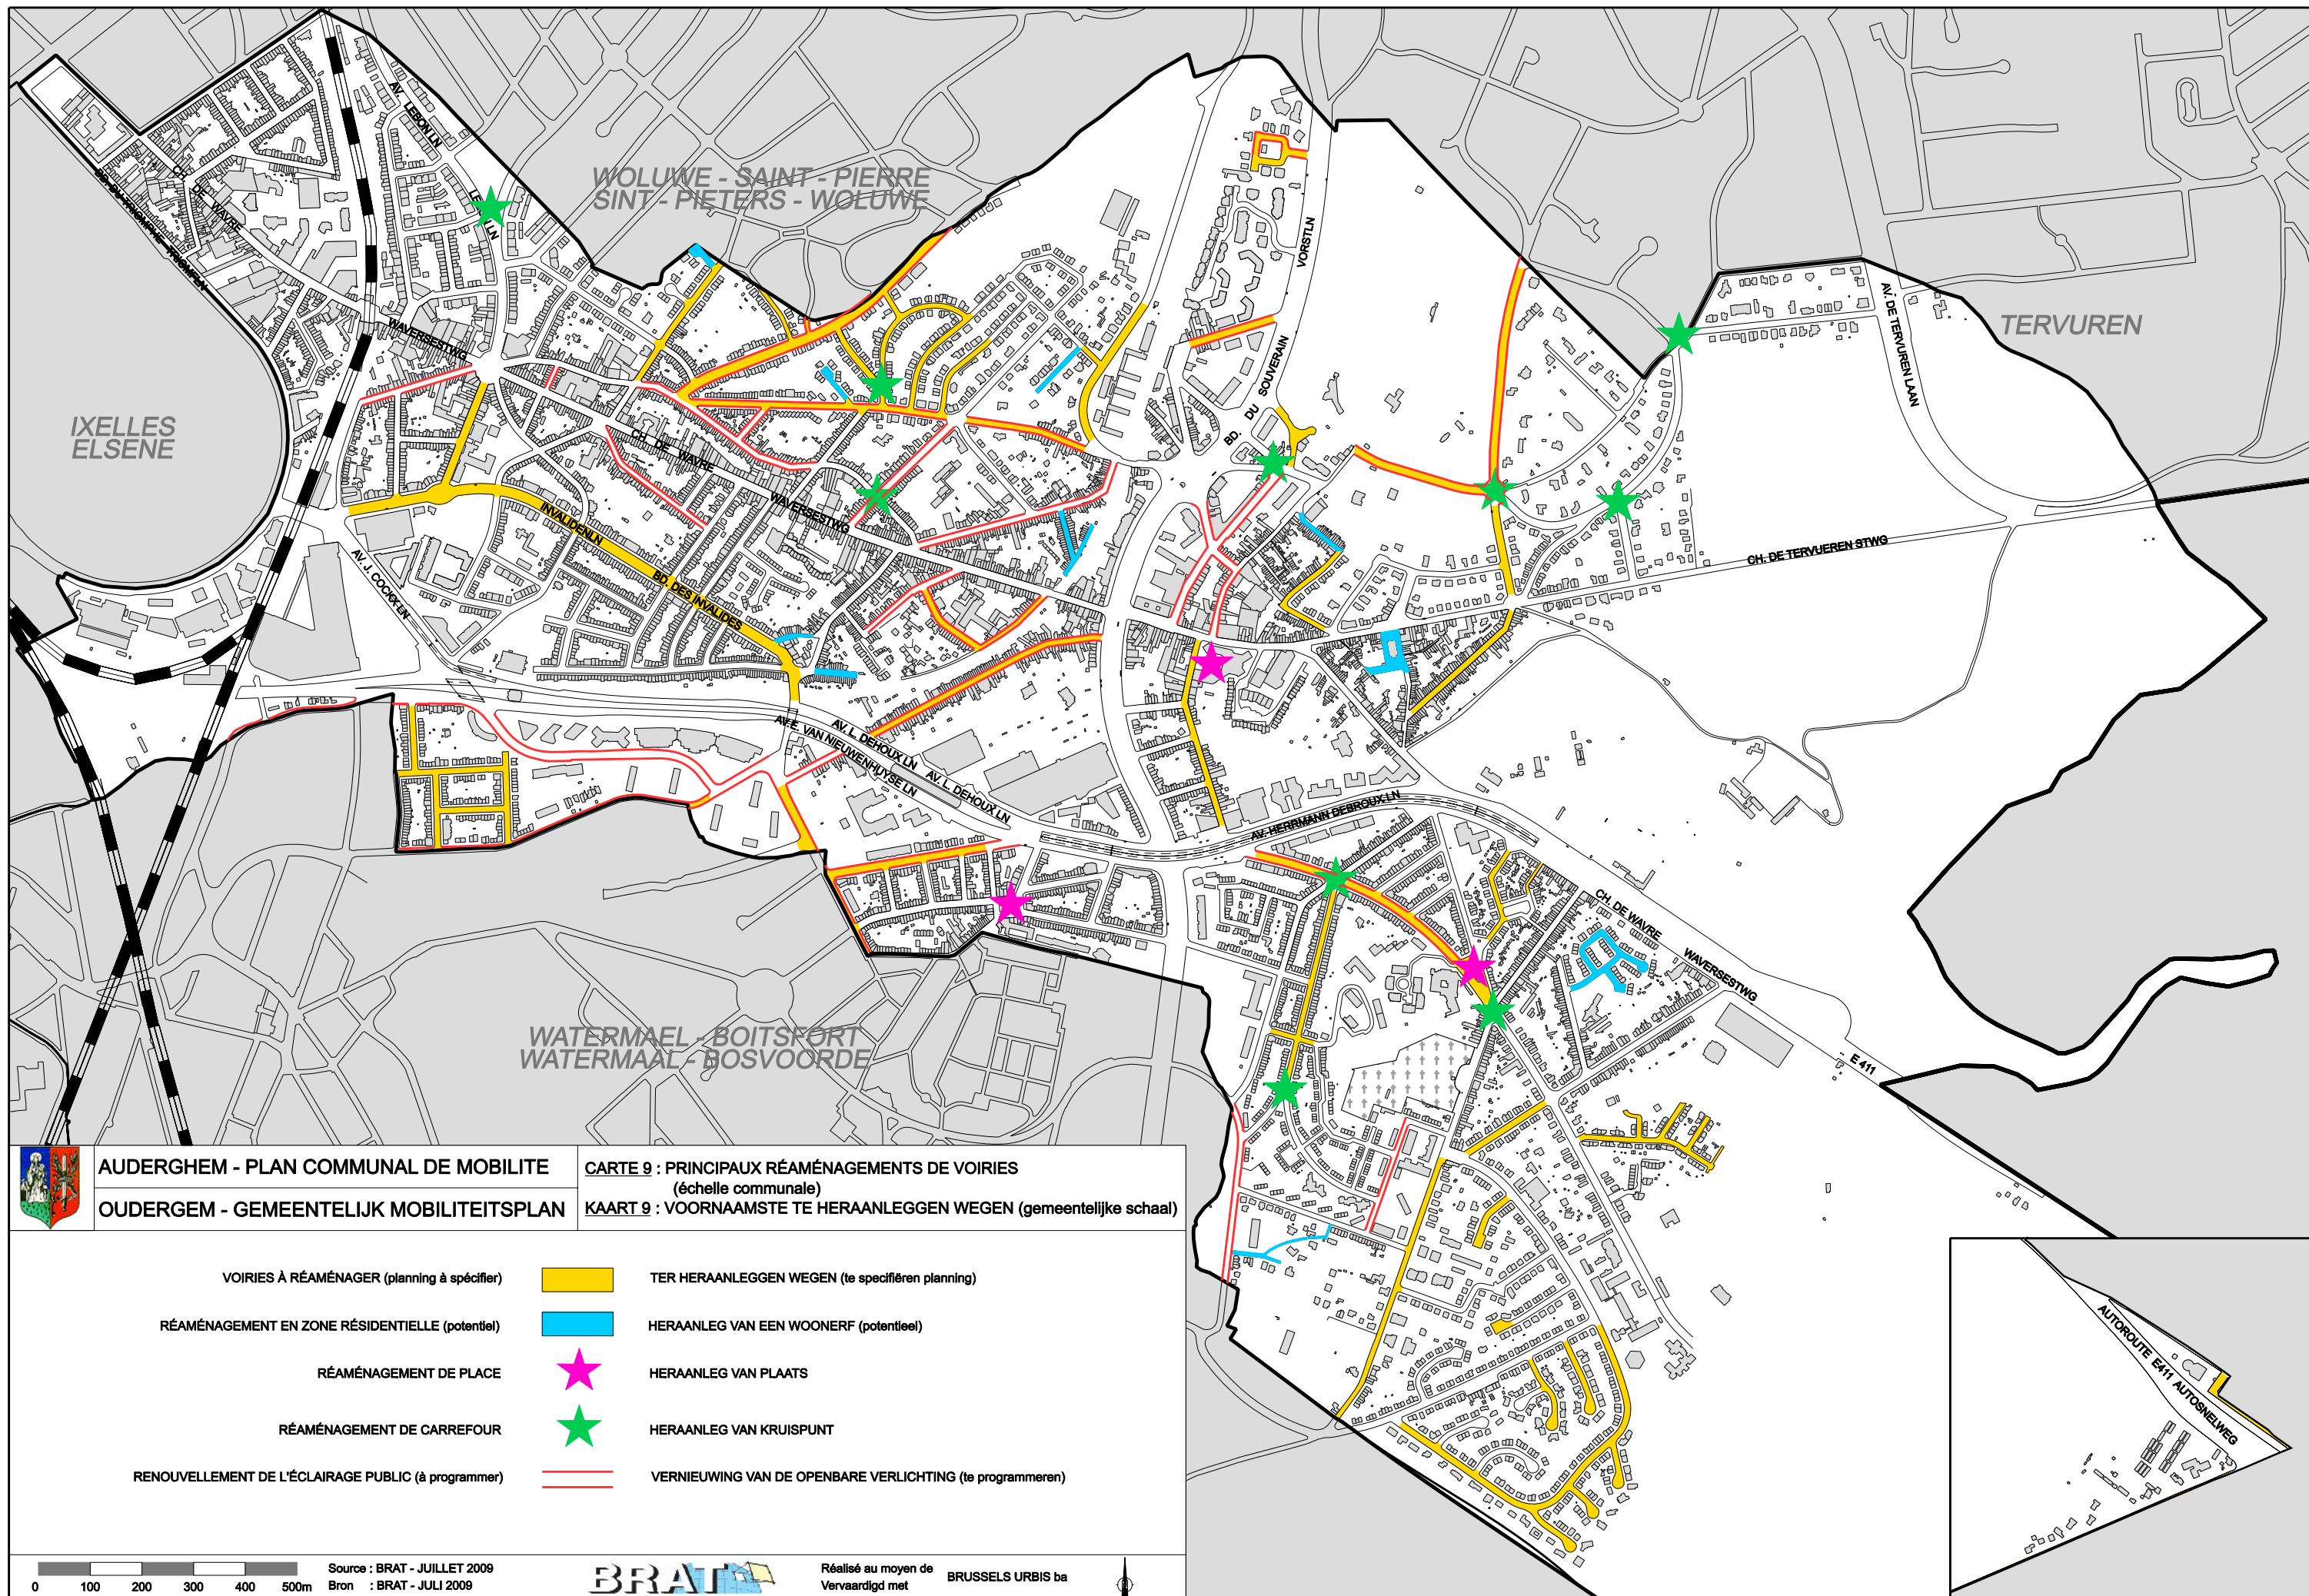 AV. LEBON LN
CH. DE WAVRE
BD. DU TRIOMPHE TRIOMFLN
WOLUWE - SAINT - PIERRE
SINT - PIETERS - WOLUWE
VORSTLN
AV. DE TERVUREN LAAN
TERVUREN
WAVERSESTWG
BD. DU SOUVERAIN
IXELLES
ELSENE
CH. DE WAVRE
WAVERSESTWG
INVALIDENLN
BD. DES INVALIDES
AV. J. COCKX LN
CH. DE TERVUEREN STWG
AV. E. VAN NIEUWENHUYSE LN
AV. L. DEHOUX LN
AV. L. DEHOUX LN
AV. HERRMANN DEBROUX LN
CH. DE WAVRE
WAVERSESTWG
E 411
WATERMAEL - BOITSFORT
WATERMAAL - BOSVOORDE
AUDERGHEM - PLAN COMMUNAL DE MOBILITE
OUDERGEM - GEMEENTELIJK MOBILITEITSPLAN
CARTE 9 : PRINCIPAUX RÉAMÉNAGEMENTS DE VOIRIES
(échelle communale)
KAART 9 : VOORNAAMSTE TE HERAANLEGGEN WEGEN (gemeentelijke schaal)
VOIRIES À RÉAMÉNAGER (planning à spécifier)
TER HERAANLEGGEN WEGEN (te specifiëren planning)
RÉAMÉNAGEMENT EN ZONE RÉSIDENTIELLE (potentiel)
HERAANLEG VAN EEN WOONERF (potentieel)
RÉAMÉNAGEMENT DE PLACE
HERAANLEG VAN PLAATS
RÉAMÉNAGEMENT DE CARREFOUR
HERAANLEG VAN KRUISPUNT
RENOUVELLEMENT DE L'ÉCLAIRAGE PUBLIC (à programmer)
VERNIEUWING VAN DE OPENBARE VERLICHTING (te programmeren)
AUTOROUTE E411 AUTOSNELWEG
0 100 200 300 400 500m
Source : BRAT - JUILLET 2009
Bron : BRAT - JULI 2009
BRAT
Réalisé au moyen de
Vervaardigd met
BRUSSELS URBIS ba